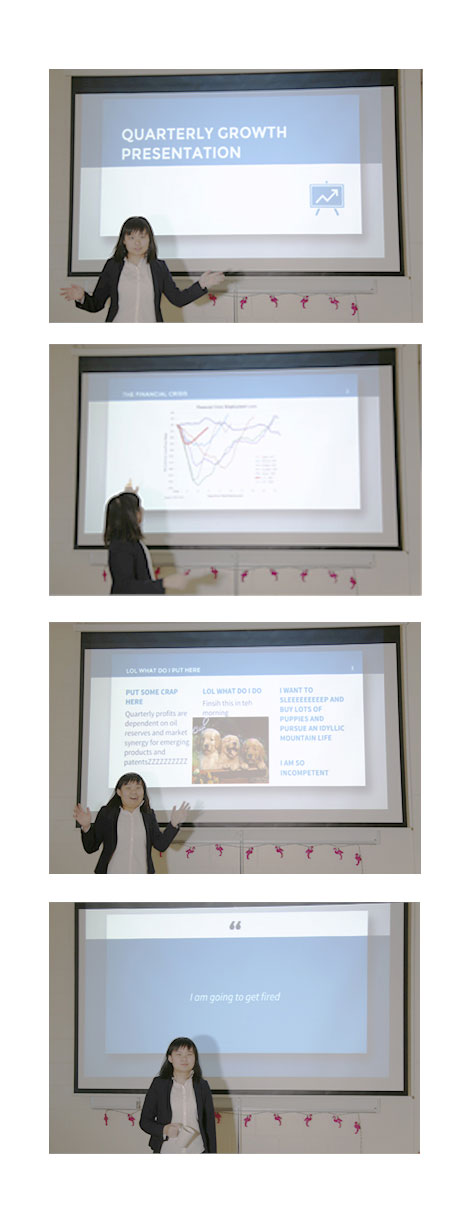 QUARTERLY GROWTH
PRESENTATION
THE FINANCIAL CRISIS
LOL WHAT DO I PUT HERE
PUT SOME CRAP
HERE
Quarterly profits are
dependent on oil
reserves and market
synergy for emerging
products and
patentsZZZZZZZZZZ
LOL WHAT DO I DO
Finsilh this in teh
morning
I WANT TO
SLEEEEEEEEEP AND
BUY LOTS OF
PUPPIES AND
PURSUE AN IDYLLIC
MOUNTAIN LIFE
I AM SO
INCOMPETENT
“
I am going to get fired